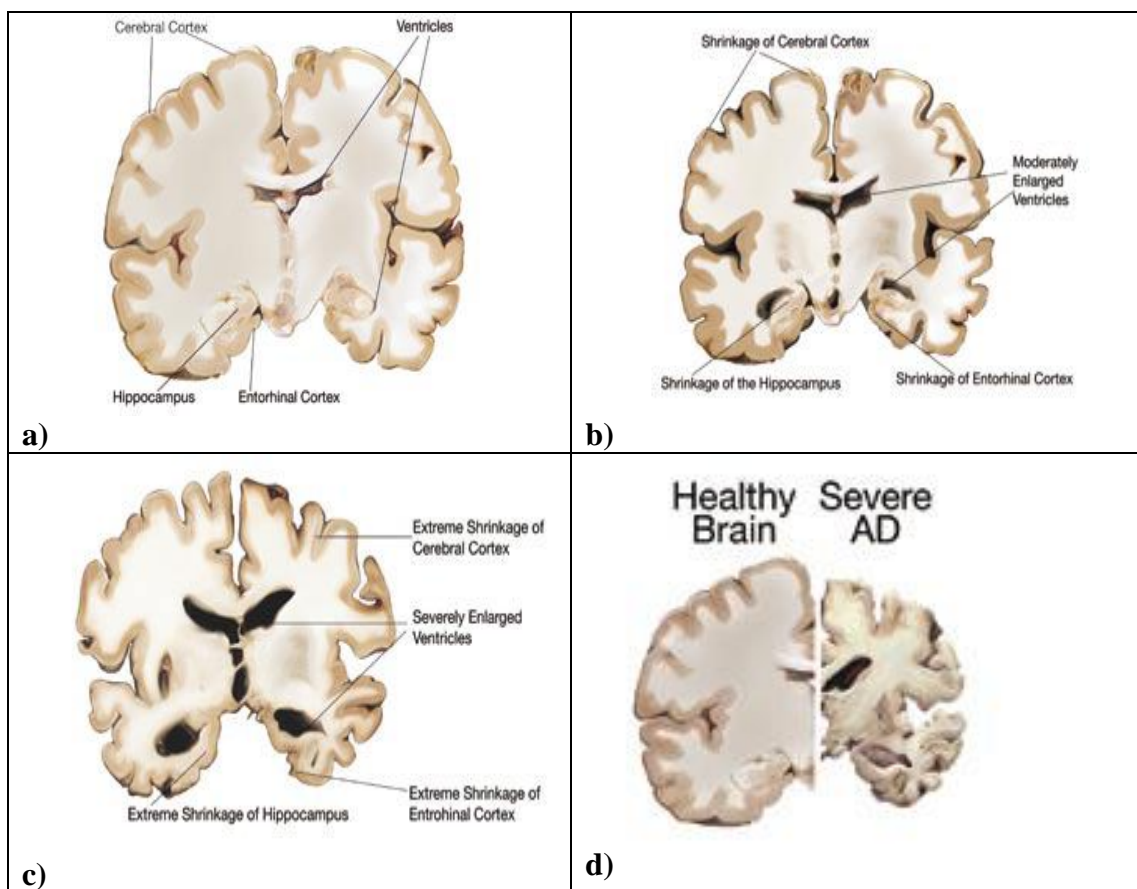 Cerebral Cortex
Ventricles
Hippocampus
Entorhinal Cortex
a)
Shrinkage of Cerebral Cortex
Moderately
Enlarged
Ventricles
Shrinkage of the Hippocampus
Shrinkage of Entorhinal Cortex
b)
Extreme Shrinkage of
Cerebral Cortex
Severely Enlarged
Ventricles
Extreme Shrinkage of Hippocampus
Extreme Shrinkage of
Entrohinal Cortex
c)
Healthy Severe
Brain AD
d)